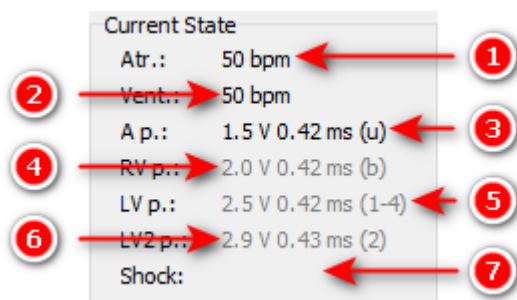 Current State
Atr.: 50 bpm 1
2 Vent.: 50 bpm
A p.: 1.5 V 0.42 ms (u) 3
4 RV p.: 2.0 V 0.42 ms (b)
LV p.: 2.5 V 0.42 ms (1-4) 5
6 LV2 p.: 2.9 V 0.43 ms (2)
Shock: 7